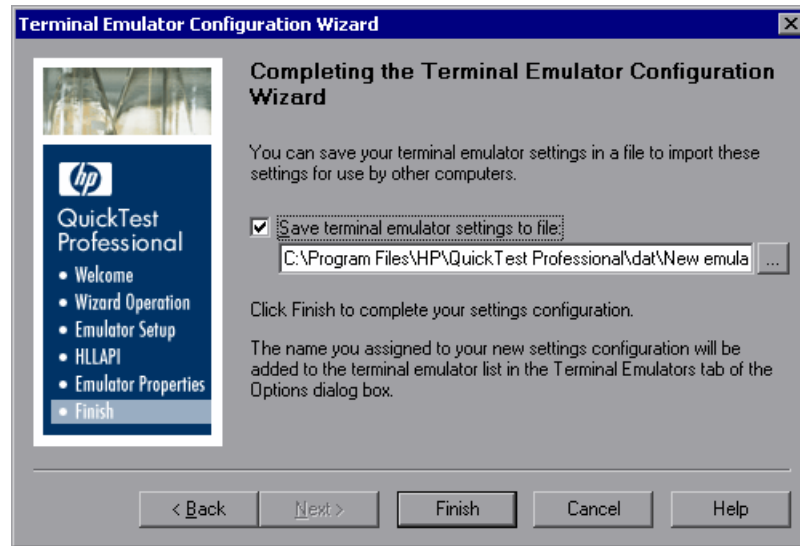 Terminal Emulator Configuration Wizard
hp
QuickTest
Professional
• Welcome
• Wizard Operation
• Emulator Setup
• HLLAPI
• Emulator Properties
• Finish
Completing the Terminal Emulator Configuration
Wizard
You can save your terminal emulator settings in a file to import these
settings for use by other computers.
Save terminal emulator settings to file:
C:\Program Files\HP\QuickTest Professional\dat\New emula
...
Click Finish to complete your settings configuration.
The name you assigned to your new settings configuration will be
added to the terminal emulator list in the Terminal Emulators tab of the
Options dialog box.
< Back
Next >
Finish
Cancel
Help